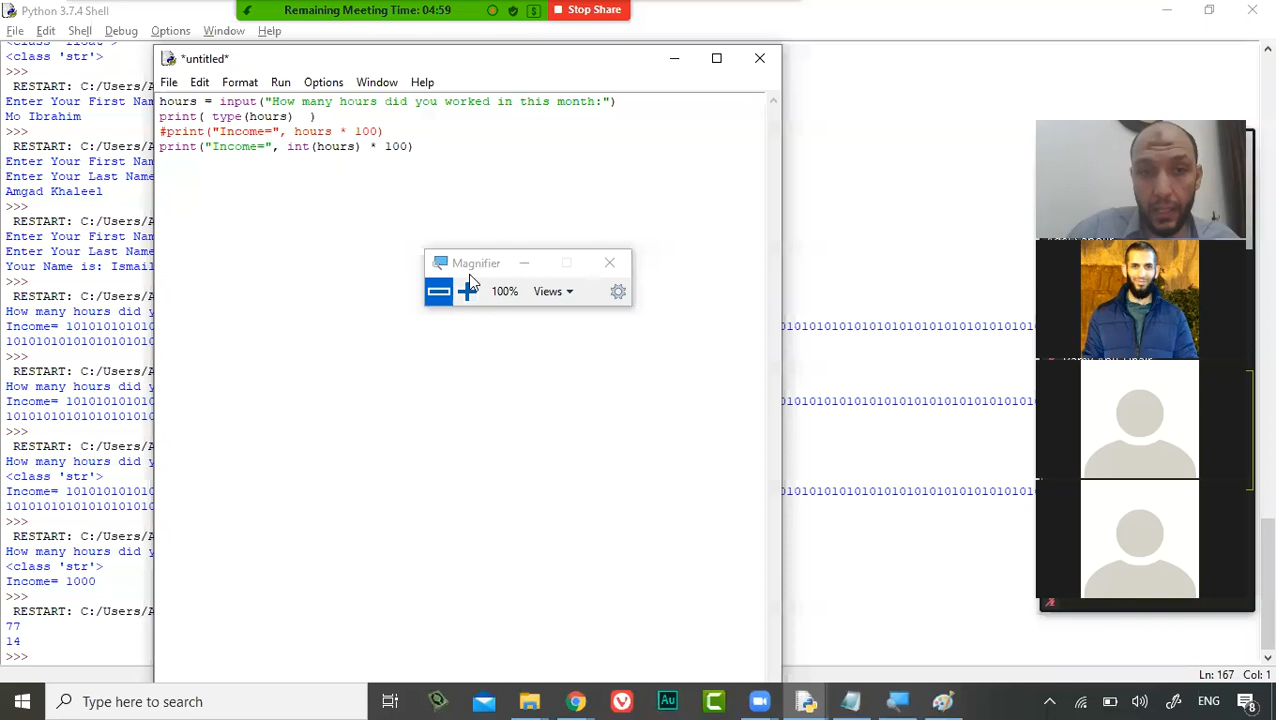 Python 3.7.4 Shell
Remaining Meeting Time: 04:59
Stop Share
File Edit Shell Debug Options Window Help
<class 'str'>
>>>
RESTART: C:/Users/A
Enter Your First Nam
Mo Ibrahim
>>>
RESTART: C:/Users/A
Enter Your First Nam
Enter Your Last Name
Amgad Khaleel
>>>
RESTART: C:/Users/A
Enter Your First Nam
Enter Your Last Name
Your Name is: Ismail
>>>
RESTART: C:/Users/A
How many hours did y
Income= 101010101010
10101010101010101010
>>>
RESTART: C:/Users/A
How many hours did y
Income= 101010101010
10101010101010101010
>>>
RESTART: C:/Users/A
How many hours did y
<class 'str'>
Income= 101010101010
10101010101010101010
>>>
RESTART: C:/Users/A
How many hours did y
<class 'str'>
Income= 1000
>>>
RESTART: C:/Users/A
77
14
>>>
*untitled*
File Edit Format Run Options Window Help
hours = input("How many hours did you worked in this month:")
print( type(hours)  )
#print("Income=", hours * 100)
print("Income=", int(hours) * 100)
Magnifier
100% Views
Ln: 167 Col: 1
Type here to search
Au
ENG
8